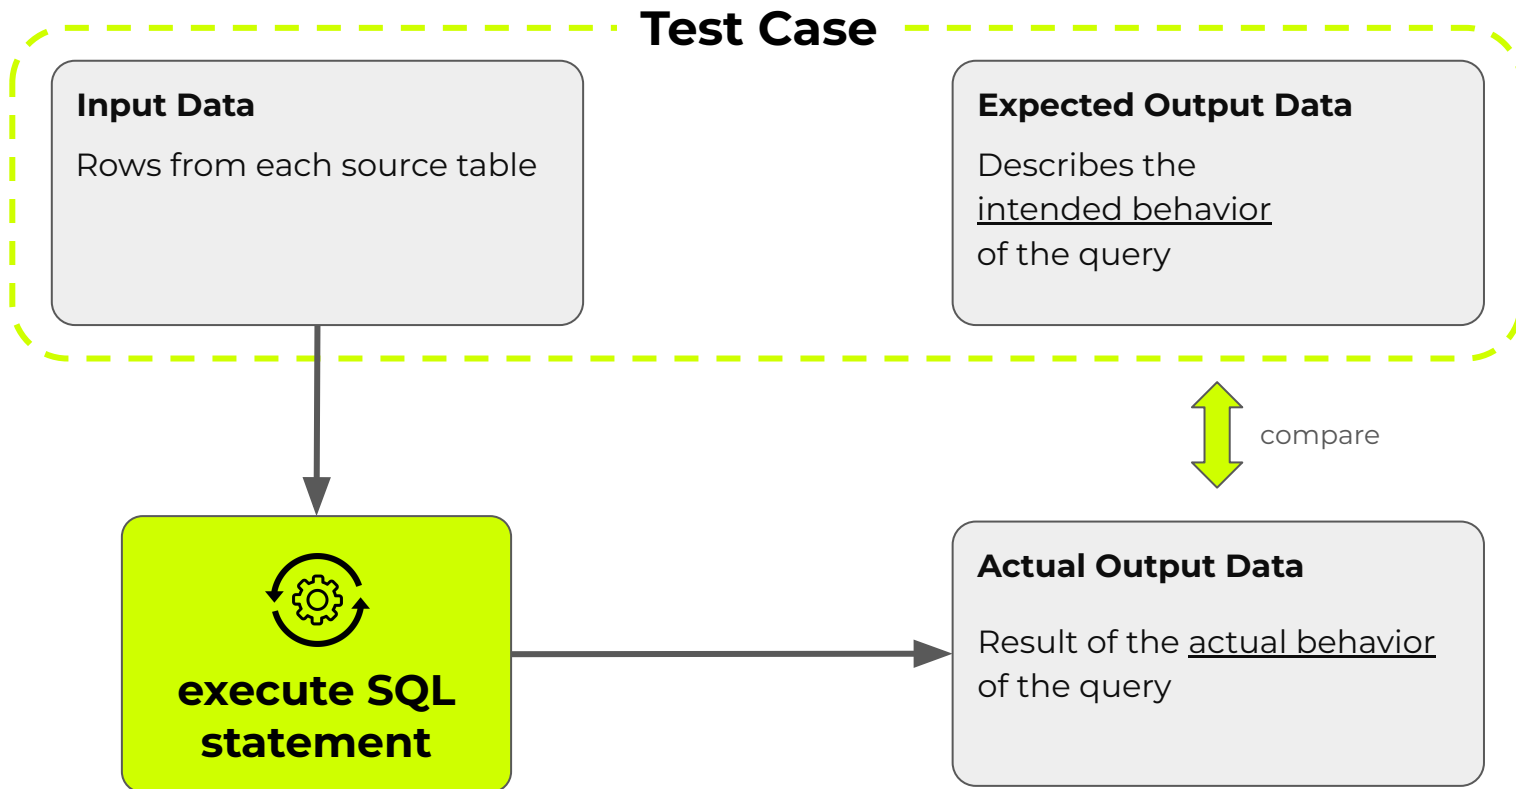 Test Case
Input Data
Rows from each source table
Expected Output Data
Describes the
intended behavior
of the query
compare
execute SQL
statement
Actual Output Data
Result of the actual behavior
of the query